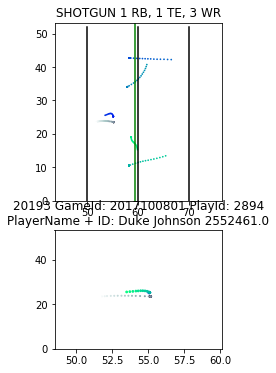 SHOTGUN 1 RB, 1 TE, 3 WR
50
40
30
20
10
0
50 60 70
20193 GameId: 2017100801 PlayId: 2894
PlayerName + ID: Duke Johnson 2552461.0
40
20
0
50.0 52.5 55.0 57.5 60.0